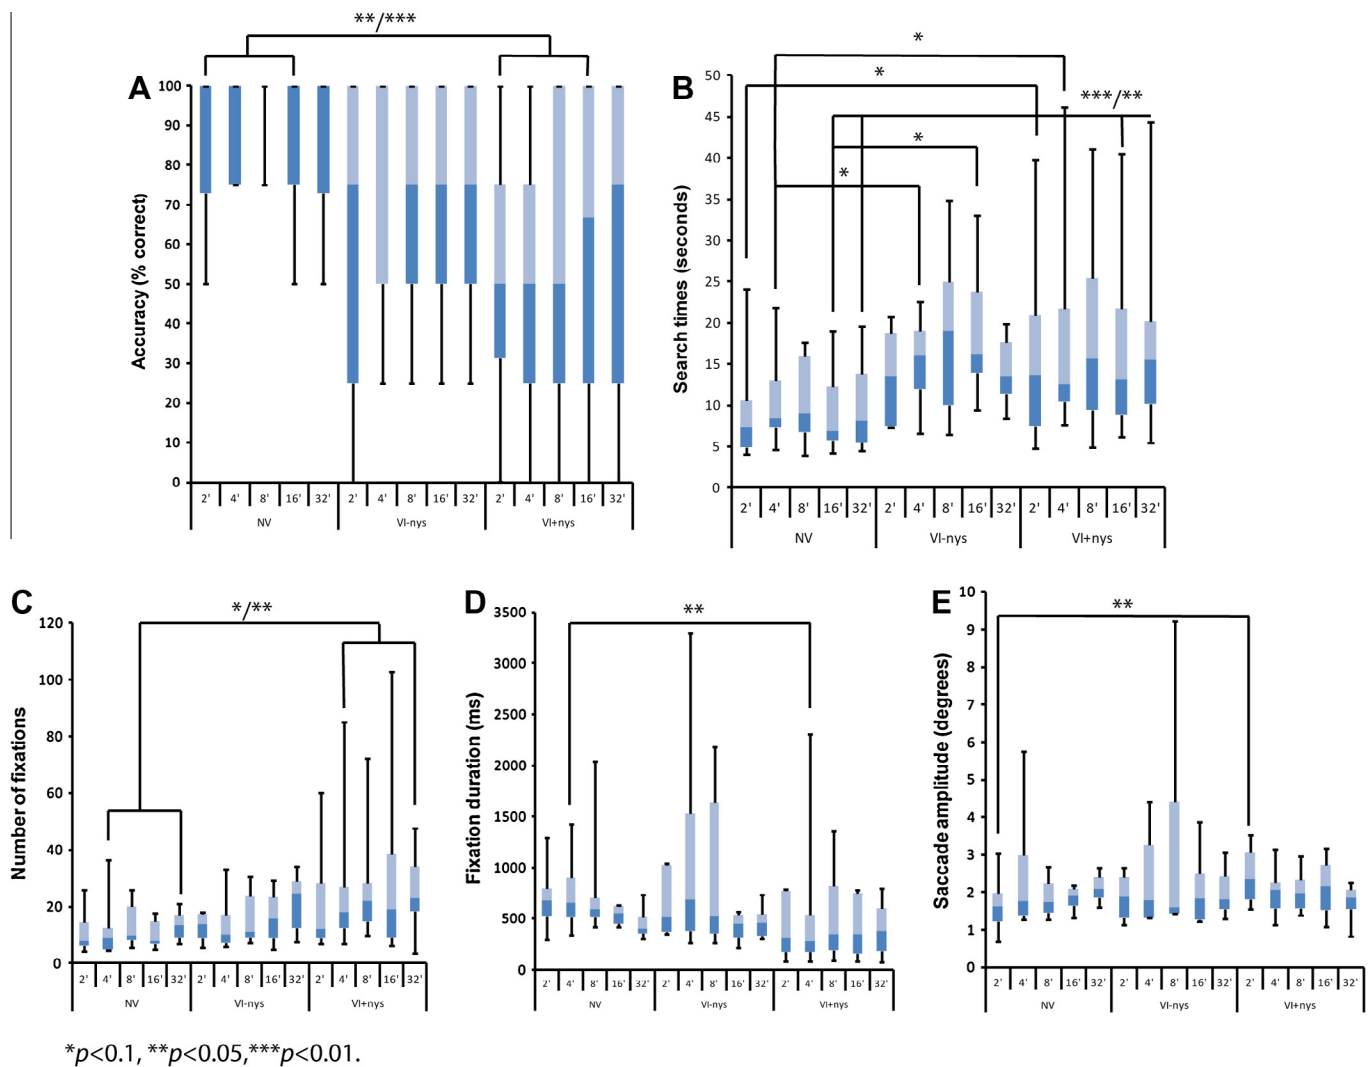 **/***
A
Accuracy (% correct)
100
90
80
70
60
50
40
30
20
10
0
2' 4' 8' 16' 32' 2' 4' 8' 16' 32' 2' 4' 8' 16' 32'
NV VI-nys VI+nys
B
Search times (seconds)
*
*
***/**
*
*
50
45
40
35
30
25
20
15
10
5
0
2' 4' 8' 16' 32' 2' 4' 8' 16' 32' 2' 4' 8' 16' 32'
NV VI-nys VI+nys
C
*/**
Number of fixations
120
100
80
60
40
20
0
2' 4' 8' 16' 32' 2' 4' 8' 16' 32' 2' 4' 8' 16' 32'
NV VI-nys VI+nys
D
**
Fixation duration (ms)
3500
3000
2500
2000
1500
1000
500
0
2' 4' 8' 16' 32' 2' 4' 8' 16' 32' 2' 4' 8' 16' 32'
NV VI-nys VI+nys
E
**
Saccade amplitude (degrees)
10
9
8
7
6
5
4
3
2
1
0
2' 4' 8' 16' 32' 2' 4' 8' 16' 32' 2' 4' 8' 16' 32'
NV VI-nys VI+nys
*p<0.1, **p<0.05,***p<0.01.